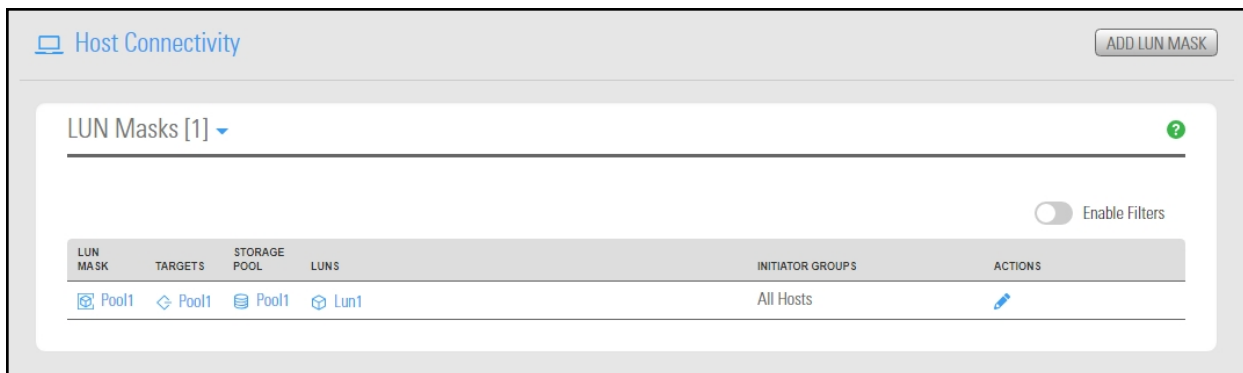 Host Connectivity
ADD LUN MASK
LUN Masks [1]
?
Enable Filters
LUN MASK TARGETS STORAGE POOL LUNS INITIATOR GROUPS ACTIONS
Pool1 Pool1 Pool1 Lun1 All Hosts